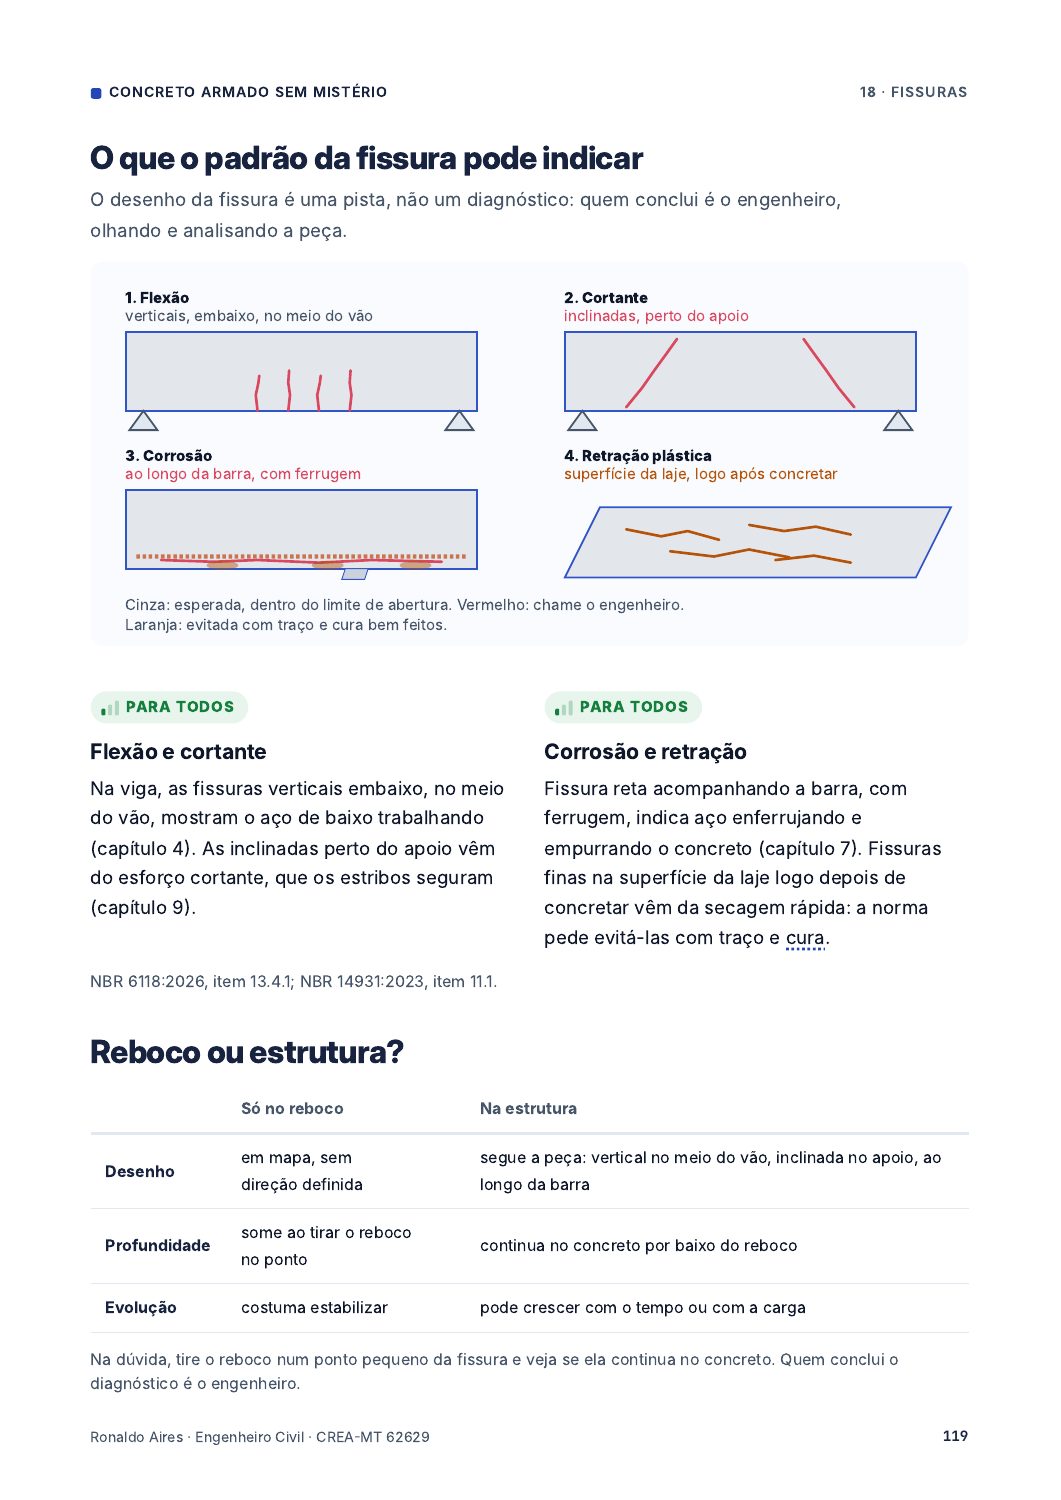 CONCRETO ARMADO SEM MISTÉRIO
18 · FISSURAS
O que o padrão da fissura pode indicar
O desenho da fissura é uma pista, não um diagnóstico: quem conclui é o engenheiro,
olhando e analisando a peça.
1. Flexão
verticais, embaixo, no meio do vão
2. Cortante
inclinadas, perto do apoio
3. Corrosão
ao longo da barra, com ferrugem
4. Retração plástica
superfície da laje, logo após concretar
Cinza: esperada, dentro do limite de abertura. Vermelho: chame o engenheiro.
Laranja: evitada com traço e cura bem feitos.
PARA TODOS
Flexão e cortante
Na viga, as fissuras verticais embaixo, no meio
do vão, mostram o aço de baixo trabalhando
(capítulo 4). As inclinadas perto do apoio vêm
do esforço cortante, que os estribos seguram
(capítulo 9).
PARA TODOS
Corrosão e retração
Fissura reta acompanhando a barra, com
ferrugem, indica aço enferrujando e
empurrando o concreto (capítulo 7). Fissuras
finas na superfície da laje logo depois de
concretar vêm da secagem rápida: a norma
pede evitá-las com traço e cura.
NBR 6118:2026, item 13.4.1; NBR 14931:2023, item 11.1.
Reboco ou estrutura?
Só no reboco
Na estrutura
Desenho
em mapa, sem
direção definida
segue a peça: vertical no meio do vão, inclinada no apoio, ao
longo da barra
Profundidade
some ao tirar o reboco
no ponto
continua no concreto por baixo do reboco
Evolução
costuma estabilizar
pode crescer com o tempo ou com a carga
Na dúvida, tire o reboco num ponto pequeno da fissura e veja se ela continua no concreto. Quem conclui o
diagnóstico é o engenheiro.
Ronaldo Aires · Engenheiro Civil · CREA-MT 62629
119